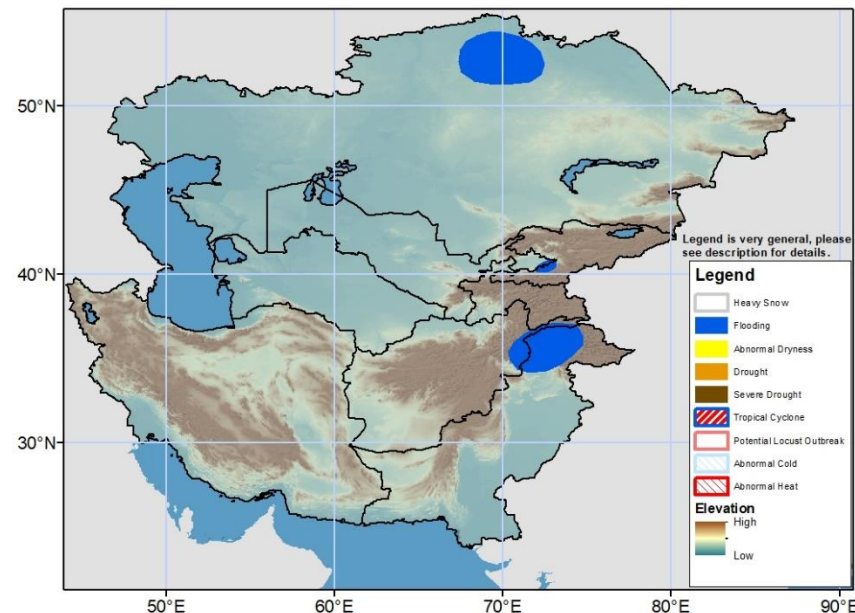 50°N
40°N
30°N
50°E
60°E
70°E
80°E
90°E
Legend is very general, please
see description for details.
Legend
Heavy Snow
Flooding
Abnormal Dryness
Drought
Severe Drought
Tropical Cyclone
Potential Locust Outbreak
Abnormal Cold
Abnormal Heat
Elevation
High
Low